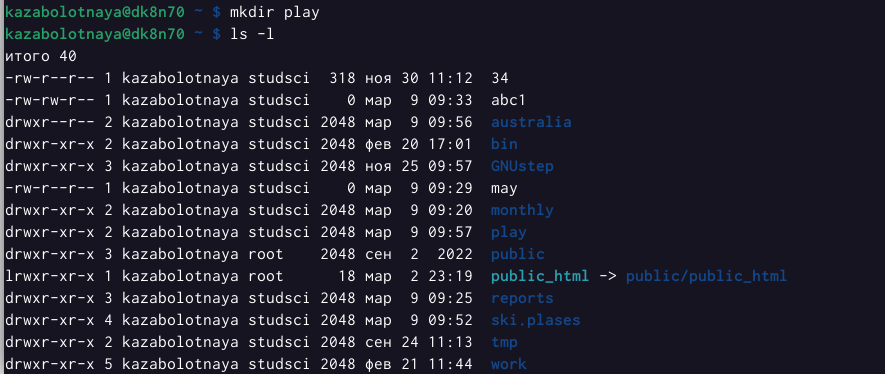 kazabolotnaya@dk8n70 ~ $ mkdir play
kazabolotnaya@dk8n70 ~ $ ls -l
итого 40
-rw-r--r-- 1 kazabolotnaya studsci  318 ноя 30 11:12  34
-rw-rw-r-- 1 kazabolotnaya studsci    0 мар  9 09:33  abc1
drwxr--r-- 2 kazabolotnaya studsci 2048 мар  9 09:56  australia
drwxr-xr-x 2 kazabolotnaya studsci 2048 фев 20 17:01  bin
drwxr-xr-x 3 kazabolotnaya studsci 2048 ноя 25 09:57  GNUstep
-rw-r--r-- 1 kazabolotnaya studsci    0 мар  9 09:29  may
drwxr-xr-x 2 kazabolotnaya studsci 2048 мар  9 09:20  monthly
drwxr-xr-x 2 kazabolotnaya studsci 2048 мар  9 09:57  play
drwxr-xr-x 3 kazabolotnaya root    2048 сен  2  2022  public
lrwxr-xr-x 1 kazabolotnaya root      18 мар  2 23:19  public_html -> public/public_html
drwxr-xr-x 3 kazabolotnaya studsci 2048 мар  9 09:25  reports
drwxr-xr-x 4 kazabolotnaya studsci 2048 мар  9 09:52  ski.plases
drwxr-xr-x 2 kazabolotnaya studsci 2048 сен 24 11:13  tmp
drwxr-xr-x 5 kazabolotnaya studsci 2048 фев 21 11:44  work